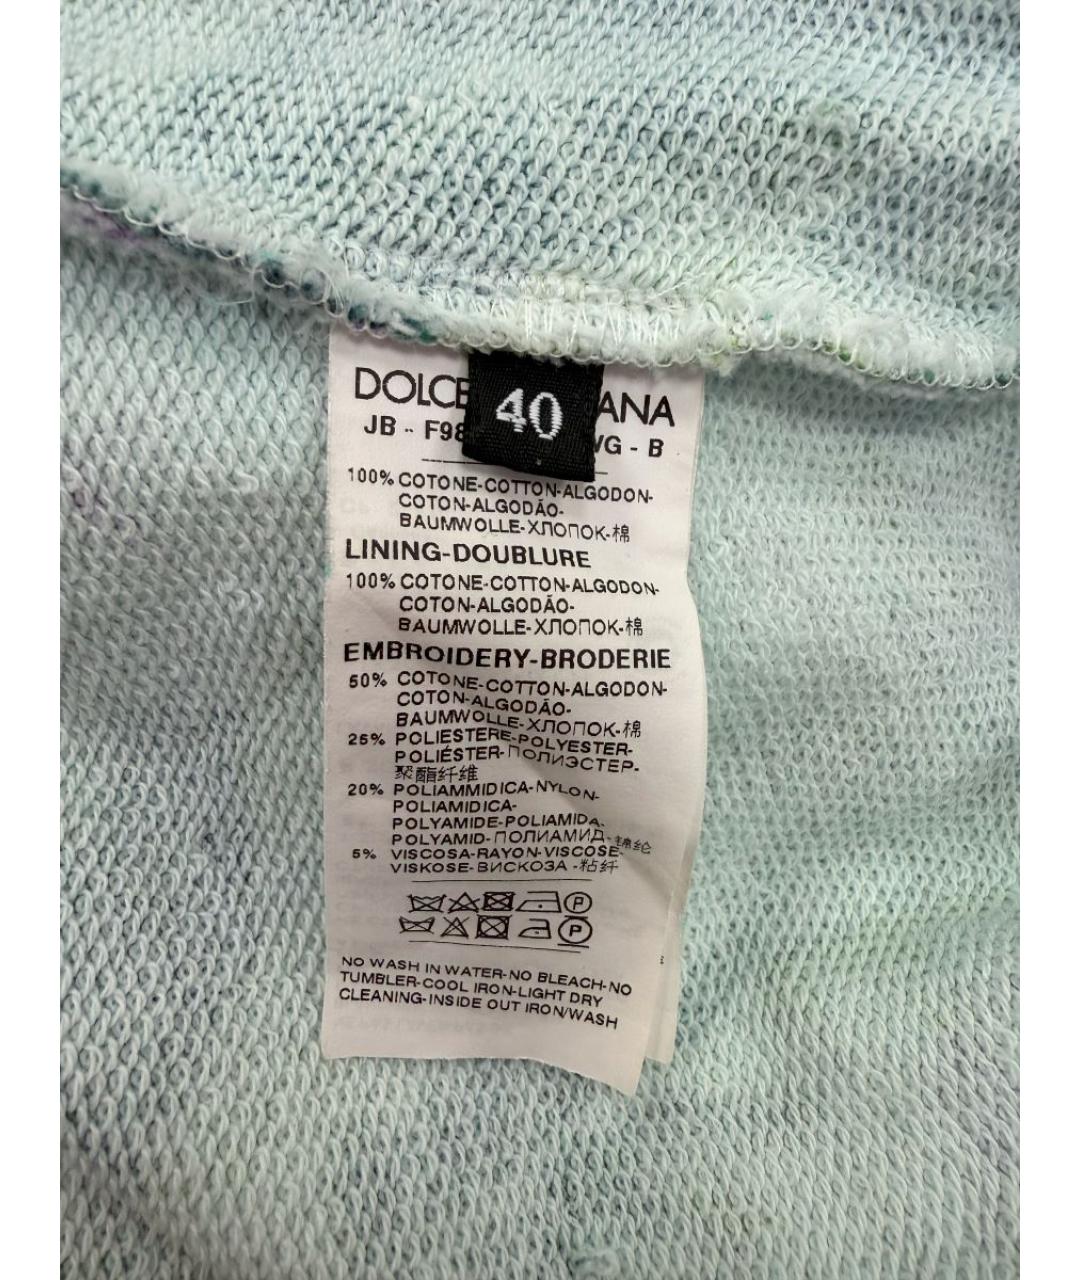 DOLCE ANA
40
JB - F98 VG - B
100% COTONE-COTTON-ALGODON-
COTON-ALGODÃO-
BAUMWOLLE-ХЛОПОК-棉
LINING-DOUBLURE
100% COTONE-COTTON-ALGODON-
COTON-ALGODÃO-
BAUMWOLLE-ХЛОПОК-棉
EMBROIDERY-BRODERIE
50% COTONE-COTTON-ALGODON-
COTON-ALGODÃO-
BAUMWOLLE-ХЛОПОК-棉
25% POLIESTERE-POLYESTER-
POLIÉSTER-ПОЛИЭСТЕР-
聚酯纤维
20% POLIAMMIDICA-NYLON-
POLIAMIDICA-
POLYAMIDE-POLIAMIDA-
POLYAMID-ПОЛИАМИД-锦纶
5% VISCOSA-RAYON-VISCOSE-
VISKOSE-ВИСКОЗА -粘纤
P
P
NO WASH IN WATER-NO BLEACH-NO
TUMBLER-COOL IRON-LIGHT DRY
CLEANING-INSIDE OUT IRON/WASH